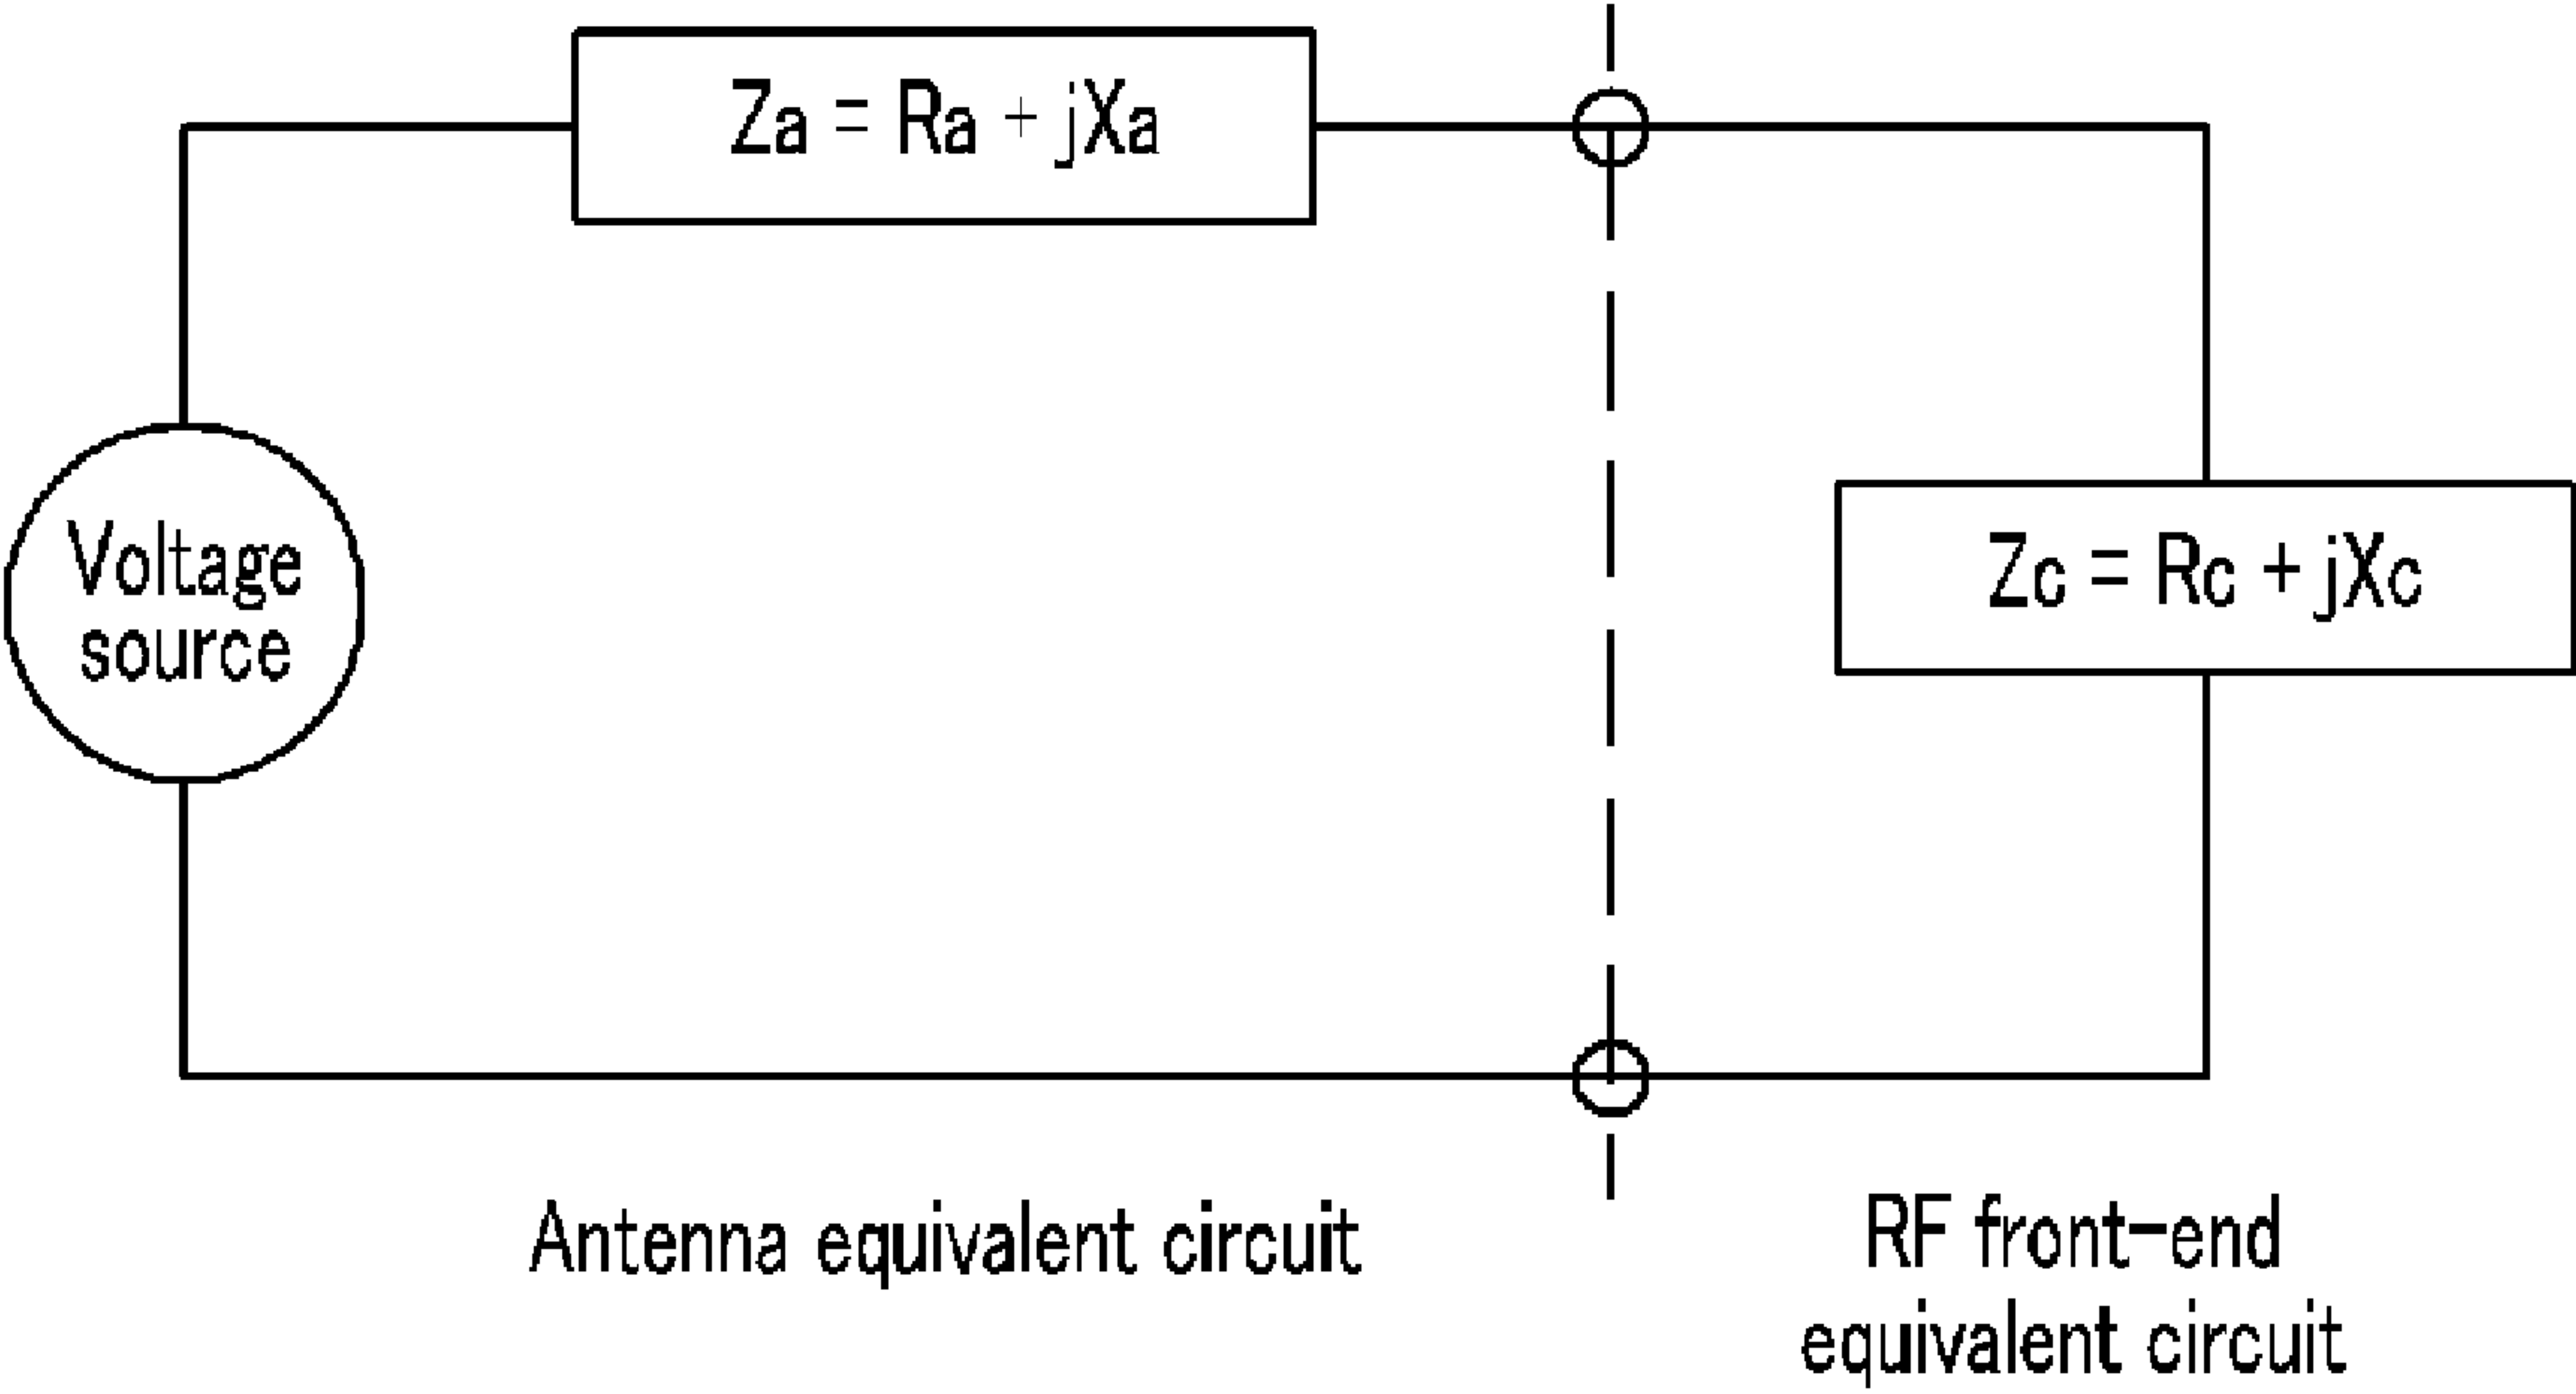 Za = Ra + jXa
Voltage
source
Zc = Rc + jXc
Antenna equivalent circuit
RF front-end
equivalent circuit